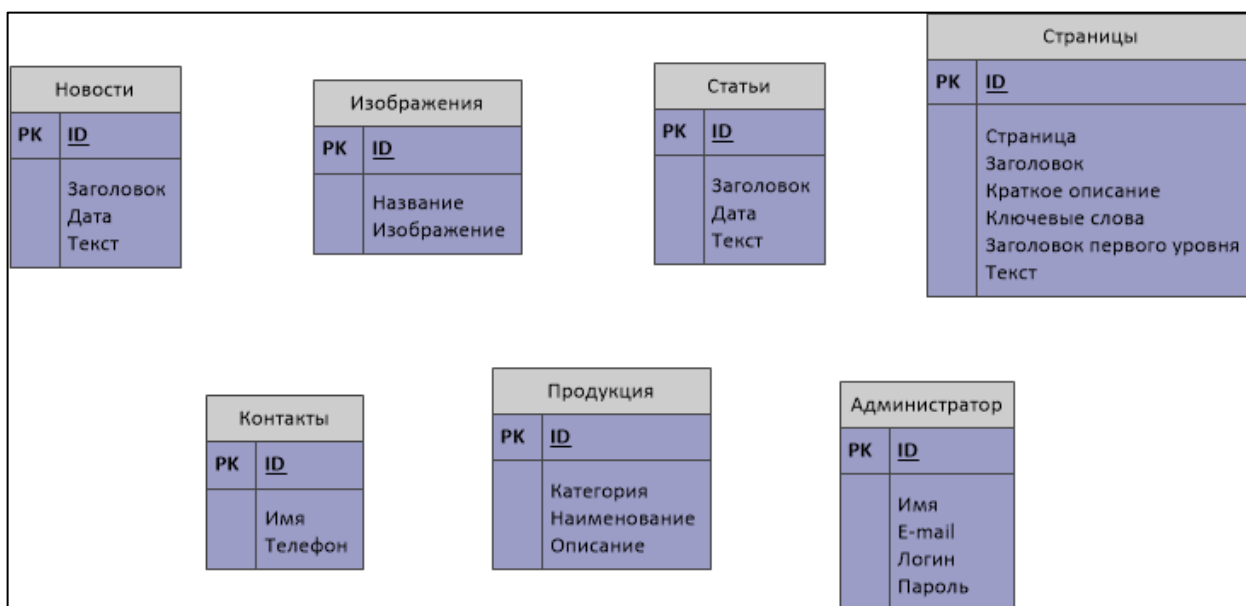 Новости
PK ID
Заголовок
Дата
Текст
Изображения
PK ID
Название
Изображение
Статьи
PK ID
Заголовок
Дата
Текст
Страницы
PK ID
Страница
Заголовок
Краткое описание
Ключевые слова
Заголовок первого уровня
Текст
Контакты
PK ID
Имя
Телефон
Продукция
PK ID
Категория
Наименование
Описание
Администратор
PK ID
Имя
E-mail
Логин
Пароль